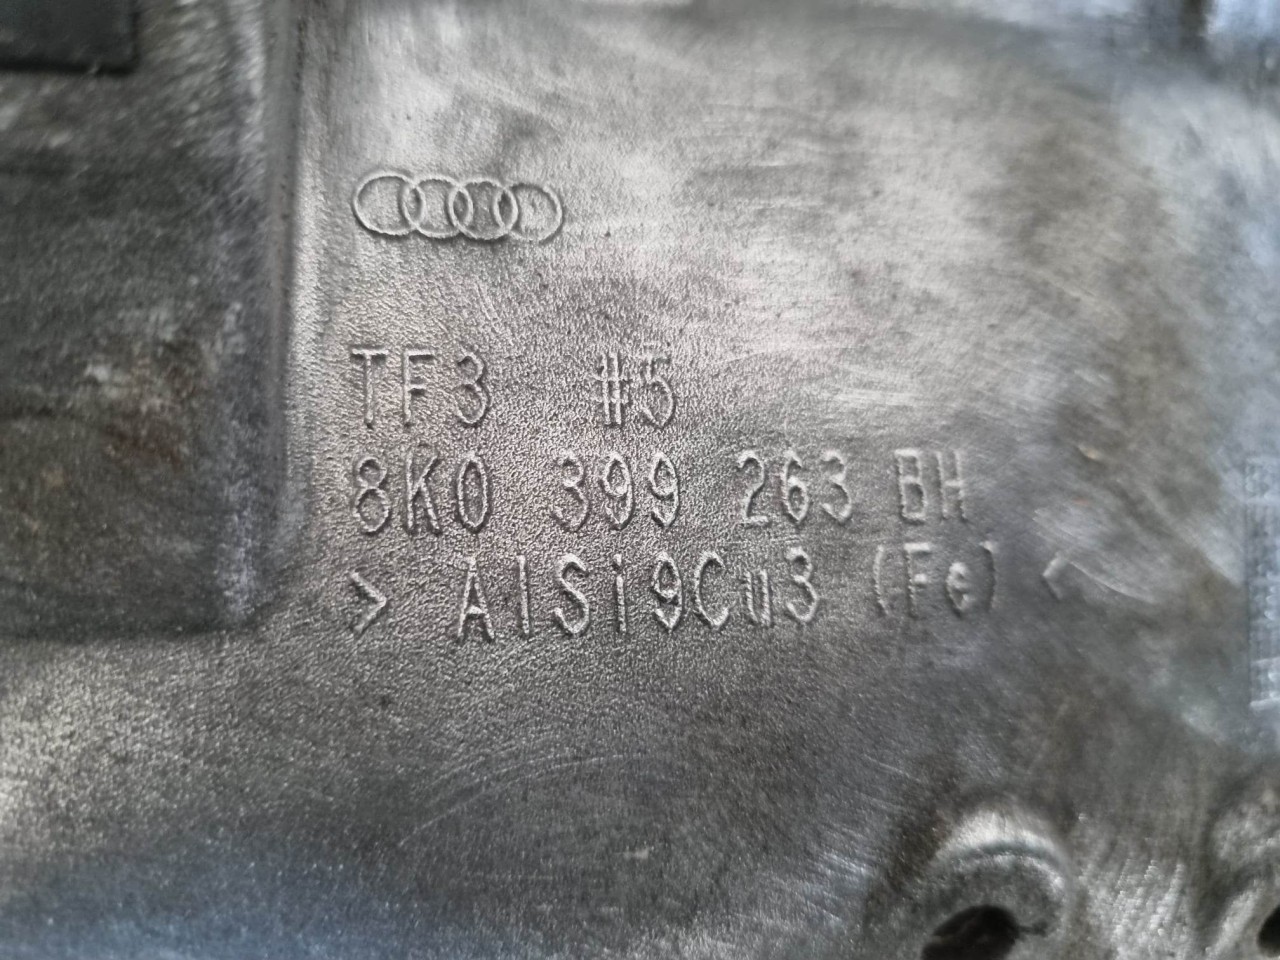 TF3 #5
8K0 399 263 BH
> AlSi9Cu3 (Fe) <